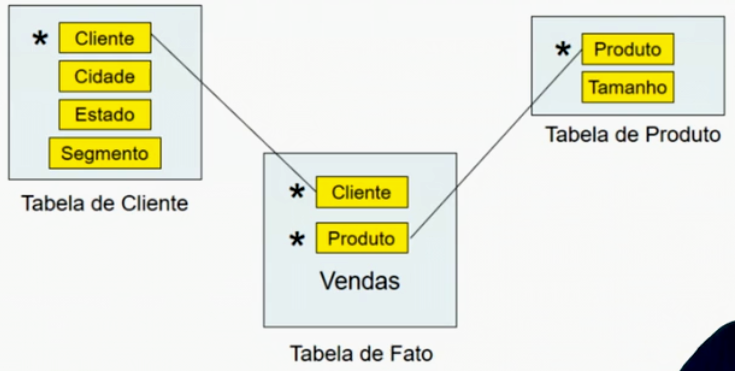 * Cliente
Cidade
Estado
Segmento
Tabela de Cliente
* Produto
Tamanho
Tabela de Produto
* Cliente
* Produto
Vendas
Tabela de Fato